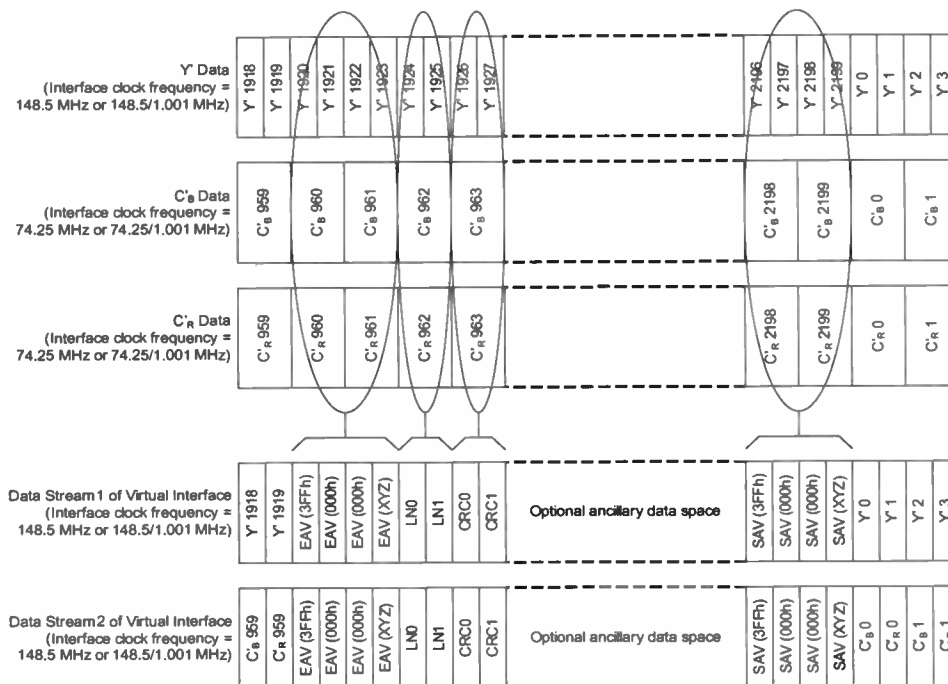 Y' Data
(Interface clock frequency =
148.5 MHz or 148.5/1.001 MHz)
Y' 1918
Y' 1919
Y' 1920
Y' 1921
Y' 1922
Y' 1923
Y' 1924
Y' 1925
Y' 1926
Y' 1927
Y' 2196
Y' 2197
Y' 2198
Y' 2199
Y' 0
Y' 1
Y' 2
Y' 3
C'B Data
(Interface clock frequency =
74.25 MHz or 74.25/1.001 MHz)
C'B 959
C'B 960
C'B 961
C'B 962
C'B 963
C'B 2198
C'B 2199
C'B 0
C'B 1
C'R Data
(Interface clock frequency =
74.25 MHz or 74.25/1.001 MHz)
C'R 959
C'R 960
C'R 961
C'R 962
C'R 963
C'R 2198
C'R 2199
C'R 0
C'R 1
Data Stream1 of Virtual Interface
(Interface clock frequency =
148.5 MHz or 148.5/1.001 MHz)
Y' 1918
Y' 1919
EAV (3FFh)
EAV (000h)
EAV (000h)
EAV (XYZ)
LN0
LN1
CRC0
CRC1
Optional ancillary data space
SAV (3FFh)
SAV (000h)
SAV (000h)
SAV (XYZ)
Y' 0
Y' 1
Y' 2
Y' 3
Data Stream2 of Virtual Interface
(Interface clock frequency =
148.5 MHz or 148.5/1.001 MHz)
C'B 959
C'R 959
EAV (3FFh)
EAV (000h)
EAV (000h)
EAV (XYZ)
LN0
LN1
CRC0
CRC1
Optional ancillary data space
SAV (3FFh)
SAV (000h)
SAV (000h)
SAV (XYZ)
C'B 0
C'R 0
C'B 1
C'R 1